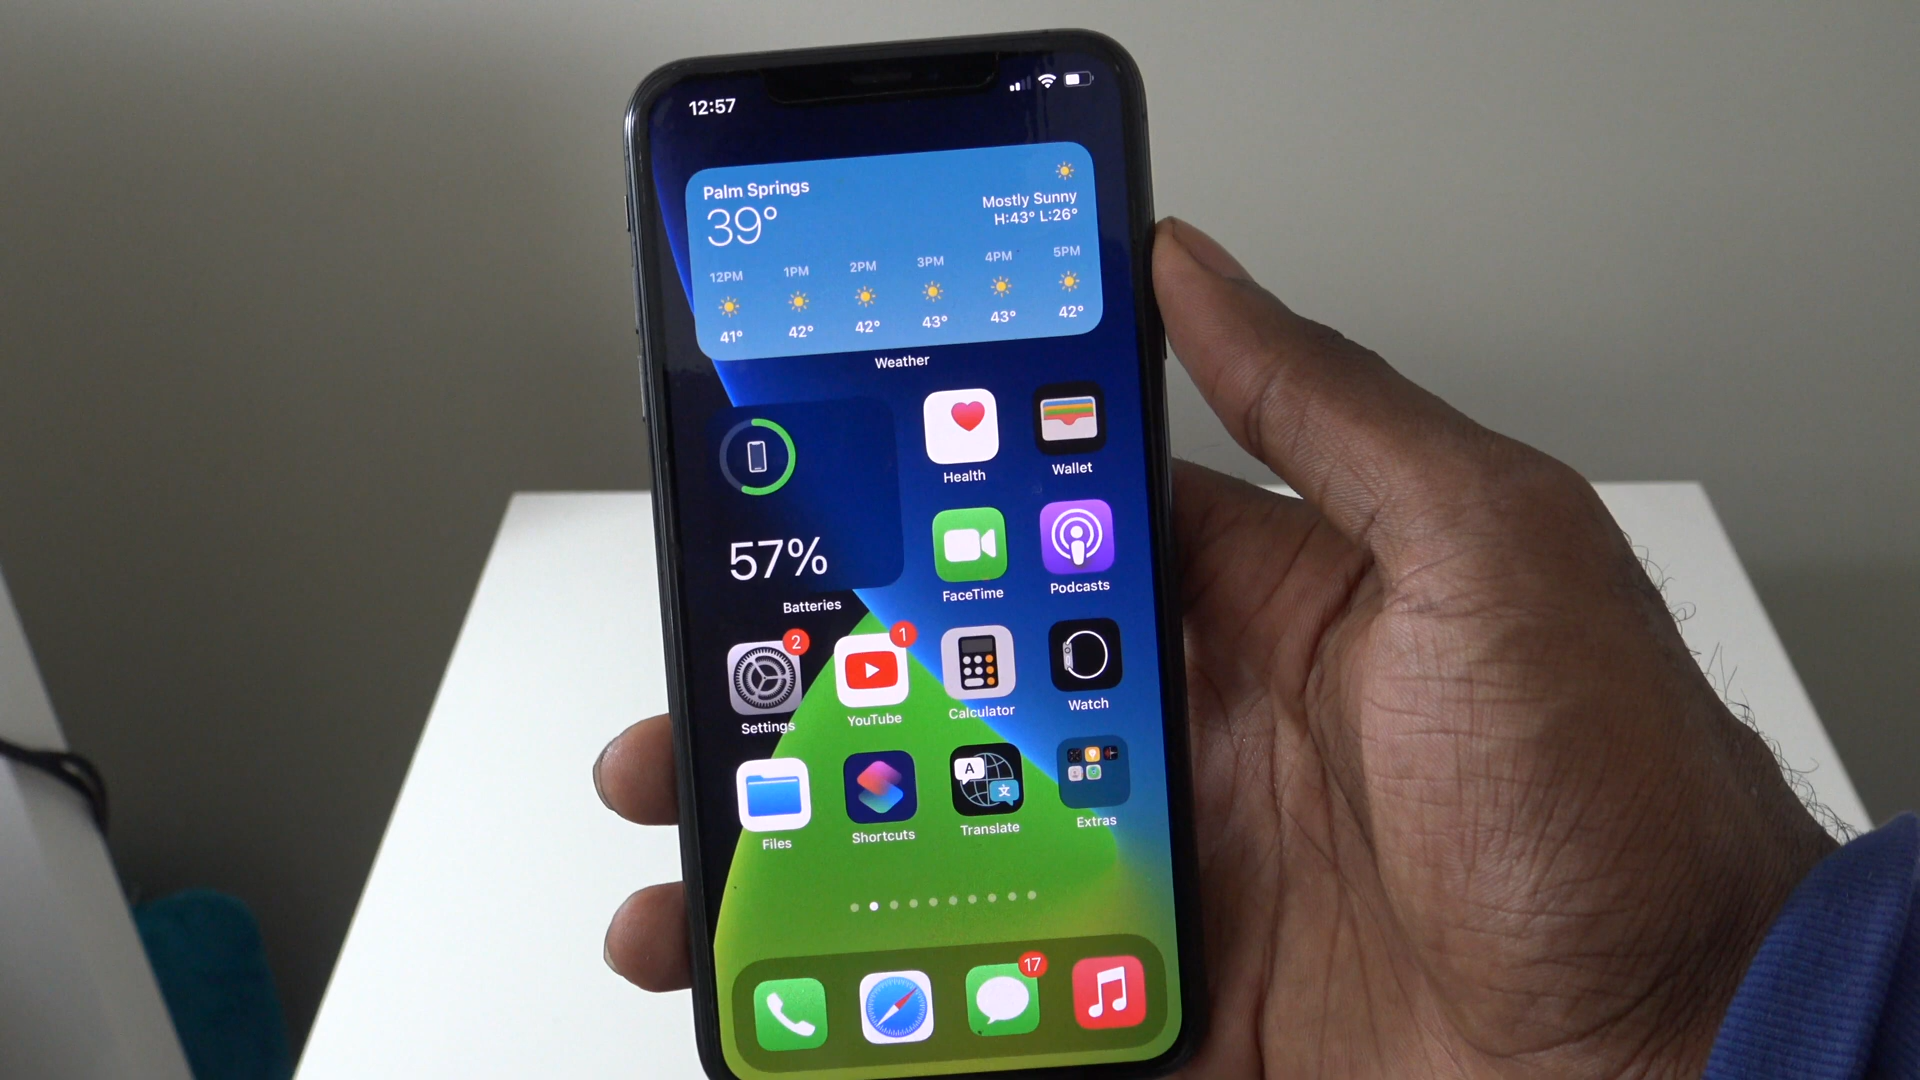 12:57
Palm Springs
39°
Mostly Sunny
H:43° L:26°
12PM 1PM 2PM 3PM 4PM 5PM
41° 42° 42° 43° 43° 42°
Weather
57%
Batteries
Health
Wallet
FaceTime
Podcasts
2
1
Settings
YouTube
Calculator
Watch
A
文
Files
Shortcuts
Translate
Extras
17